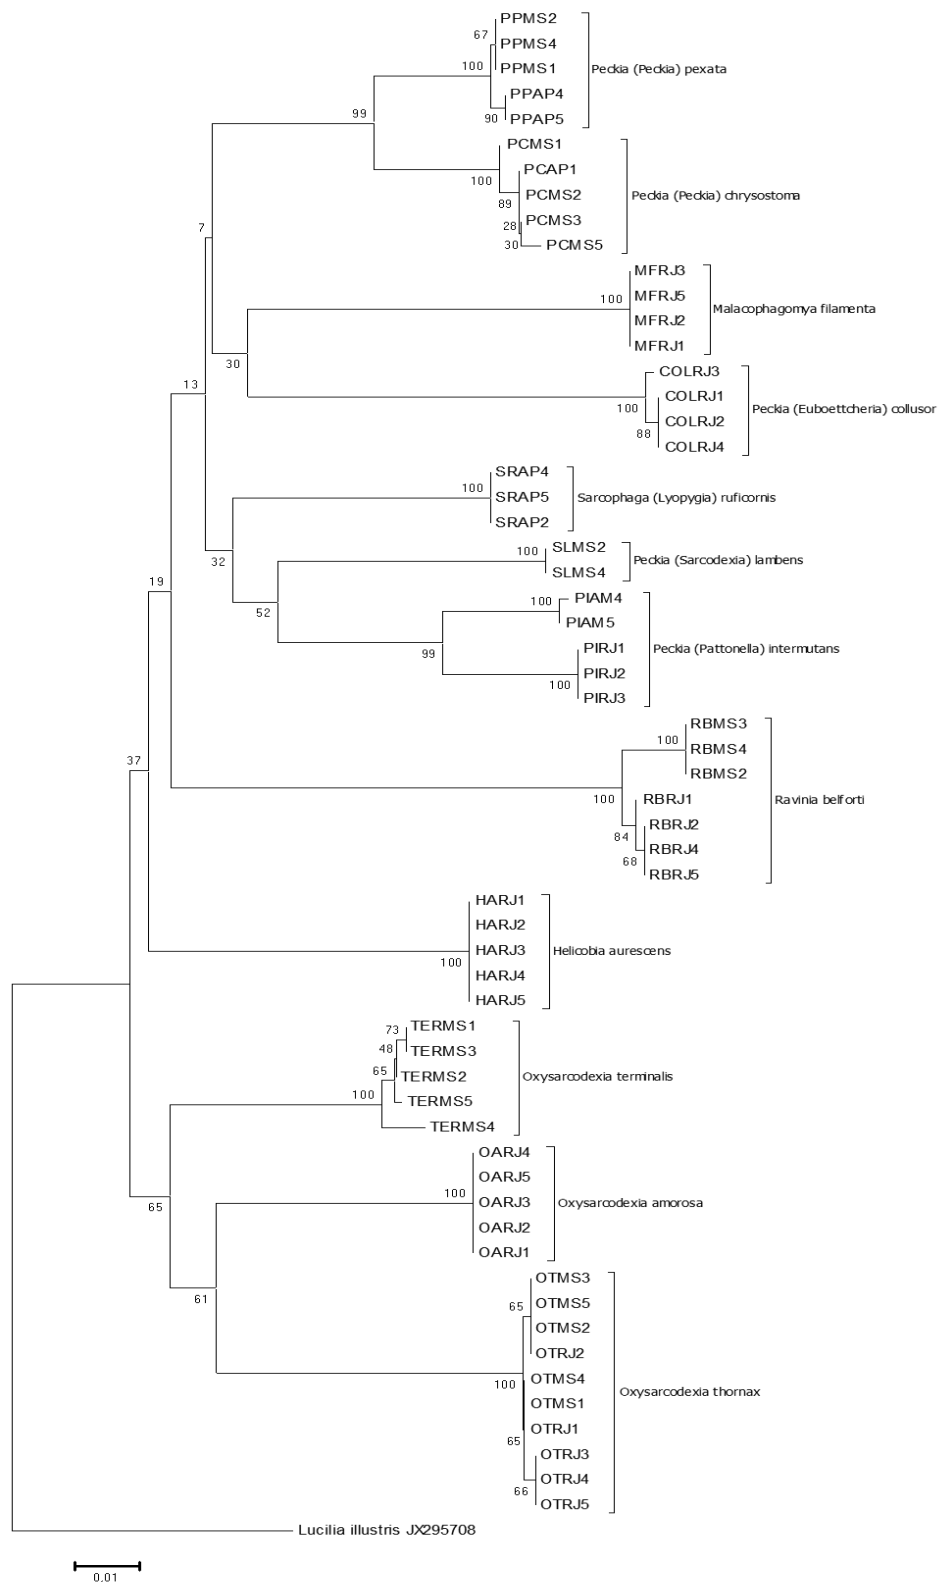 PPMS2
67
PPMS4
100
PPMS1
Peckia (Peckia) pexata
PPAP4
99
90
PPAP5
PCMS1
PCAP1
100
PCMS2
Peckia (Peckia) chrysostoma
89
PCMS3
28
7
30
PCMS5
MFRJ3
100
MFRJ5
Malacophagomya filamenta
MFRJ2
MFRJ1
30
COLRJ3
13
COLRJ1
100
Peckia (Euboettcheria) collusor
COLRJ2
88
COLRJ4
SRAP4
100
SRAP5
Sarcophaga (Lyopygia) ruficornis
SRAP2
SLMS2
100
32
Peckia (Sarcodexia) lambens
SLMS4
19
PIAM4
100
52
PIAM5
PIRJ1
99
Peckia (Pattonella) intermutans
PIRJ2
100
PIRJ3
RBMS3
100
RBMS4
37
RBMS2
100
RBRJ1
Ravinia belforti
RBRJ2
84
RBRJ4
68
RBRJ5
HARJ1
HARJ2
HARJ3
Helicobia aurescens
100
HARJ4
HARJ5
TERMS1
73
48
TERMS3
65
TERMS2
Oxysarcodexia terminalis
100
TERMS5
TERMS4
OARJ4
OARJ5
100
65
OARJ3
Oxysarcodexia amorosa
OARJ2
OARJ1
OTMS3
61
65
OTMS5
OTMS2
OTRJ2
100
OTMS4
Oxysarcodexia thornax
OTMS1
OTRJ1
65
OTRJ3
OTRJ4
66
OTRJ5
Lucilia illustris JX295708
0.01